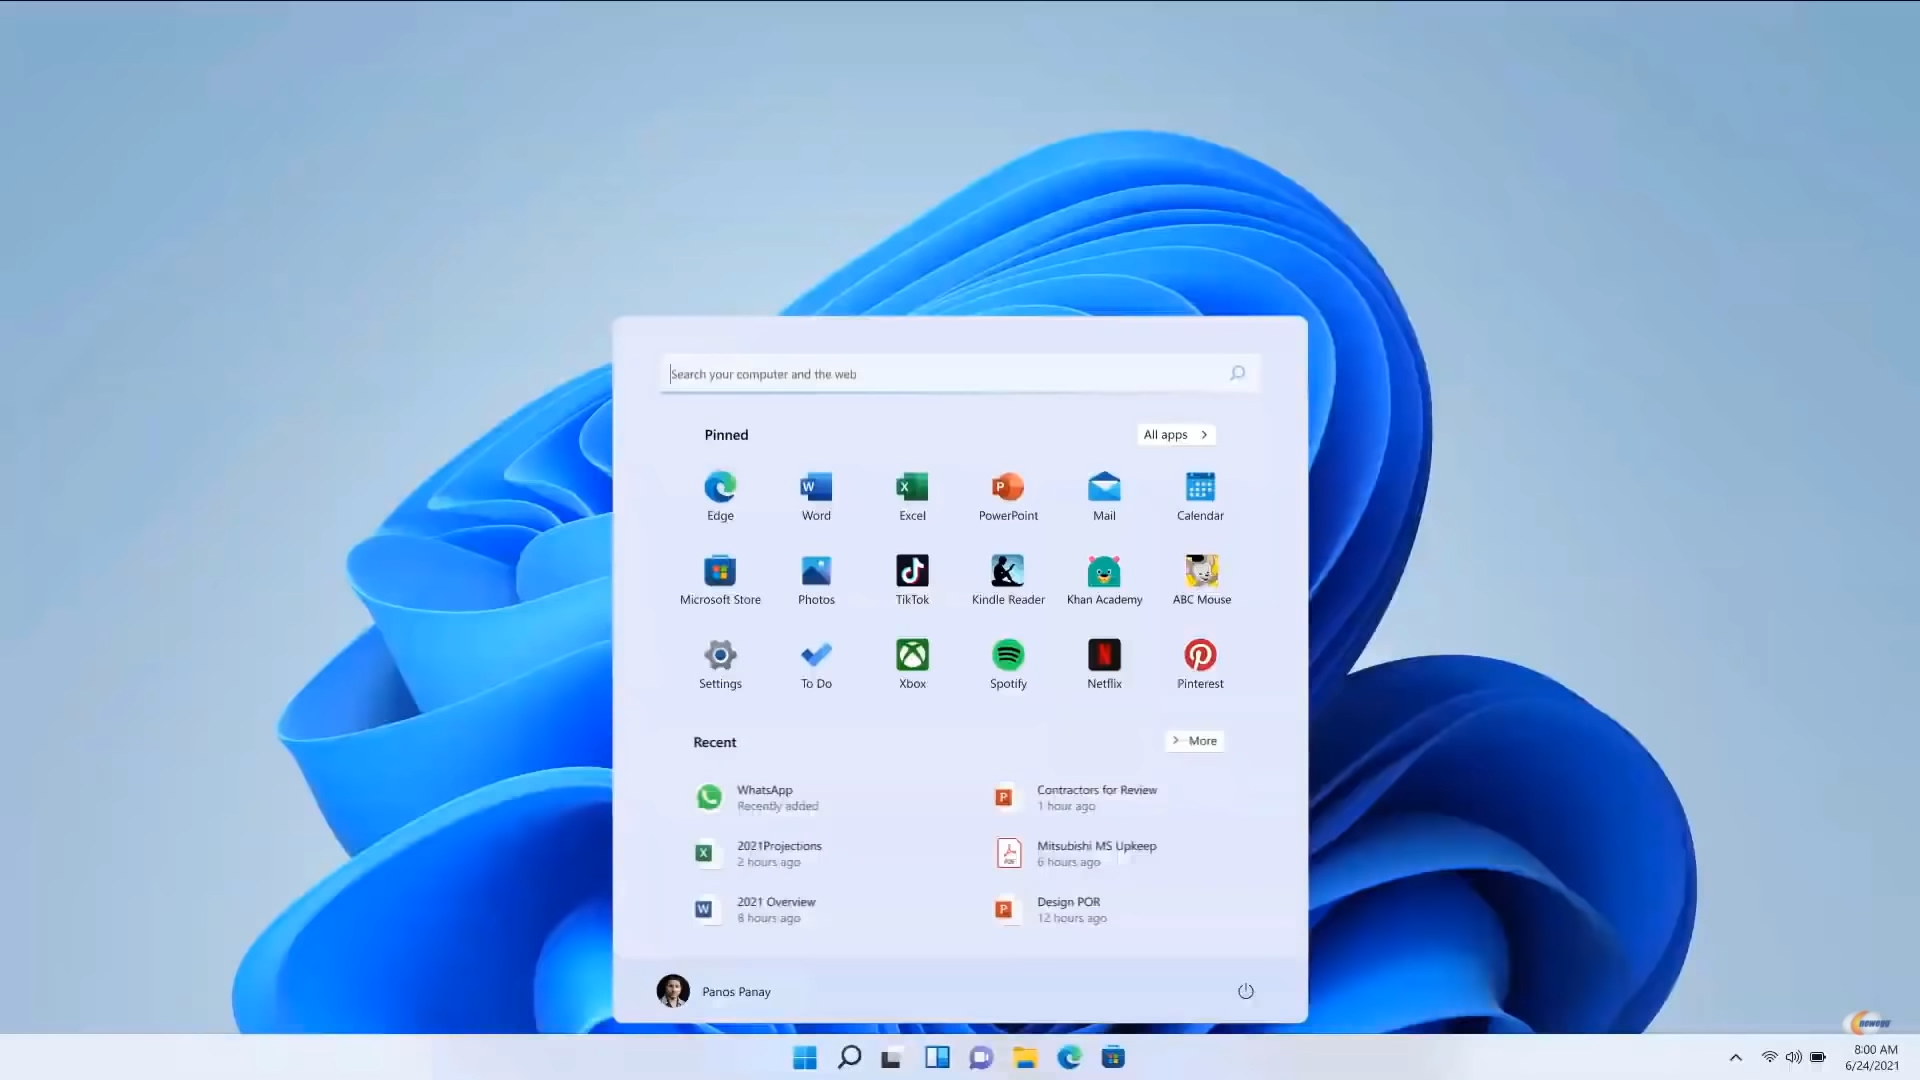 Search your computer and the web
Pinned
All apps
Edge
Word
Excel
PowerPoint
Mail
Calendar
Microsoft Store
Photos
TikTok
Kindle Reader
Khan Academy
ABC Mouse
Settings
To Do
Xbox
Spotify
Netflix
Pinterest
Recent
More
WhatsApp
Recently added
Contractors for Review
1 hour ago
2021Projections
2 hours ago
Mitsubishi MS Upkeep
6 hours ago
2021 Overview
8 hours ago
Design POR
12 hours ago
Panos Panay
newegg
8:00 AM
6/24/2021